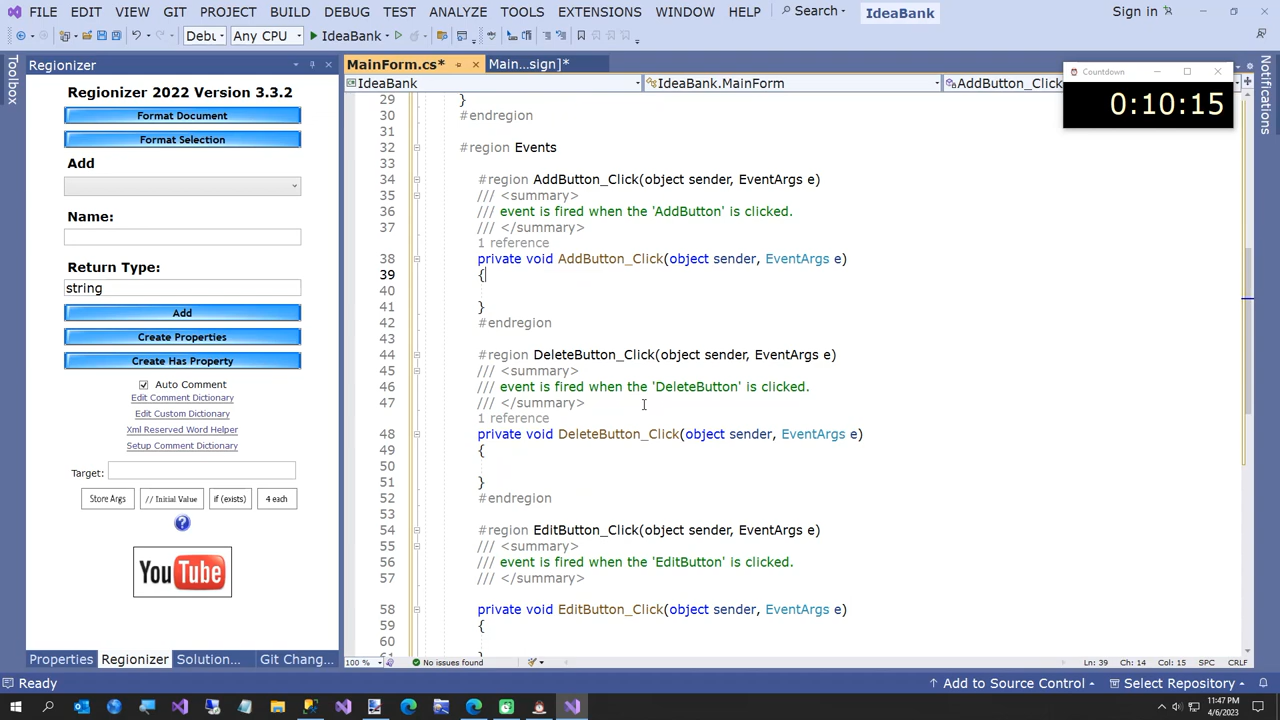 FILE EDIT VIEW GIT PROJECT BUILD DEBUG TEST ANALYZE TOOLS EXTENSIONS WINDOW HELP Search IdeaBank Sign in
Debu Any CPU IdeaBank
Toolbox
Regionizer
Regionizer 2022 Version 3.3.2
Format Document
Format Selection
Add
Name:
Return Type:
string
Add
Create Properties
Create Has Property
Auto Comment
Edit Comment Dictionary
Edit Custom Dictionary
Xml Reserved Word Helper
Setup Comment Dictionary
Target:
Store Args // Initial Value if (exists) 4 each
?
YouTube
Properties Regionizer Solution... Git Chang...
MainForm.cs* Main...sign]*
IdeaBank IdeaBank.MainForm AddButton_Click(
29 }
30 #endregion
31
32 #region Events
33
34 #region AddButton_Click(object sender, EventArgs e)
35 /// <summary>
36 /// event is fired when the 'AddButton' is clicked.
37 /// </summary>
1 reference
38 private void AddButton_Click(object sender, EventArgs e)
39 {
40
41 }
42 #endregion
43
44 #region DeleteButton_Click(object sender, EventArgs e)
45 /// <summary>
46 /// event is fired when the 'DeleteButton' is clicked.
47 /// </summary>
1 reference
48 private void DeleteButton_Click(object sender, EventArgs e)
49 {
50
51 }
52 #endregion
53
54 #region EditButton_Click(object sender, EventArgs e)
55 /// <summary>
56 /// event is fired when the 'EditButton' is clicked.
57 /// </summary>
58 private void EditButton_Click(object sender, EventArgs e)
59 {
60
100 % No issues found Ln: 39 Ch: 14 Col: 15 SPC CRLF
Countdown
0:10:15
Notifications
Ready Add to Source Control Select Repository
11:47 PM
4/6/2023